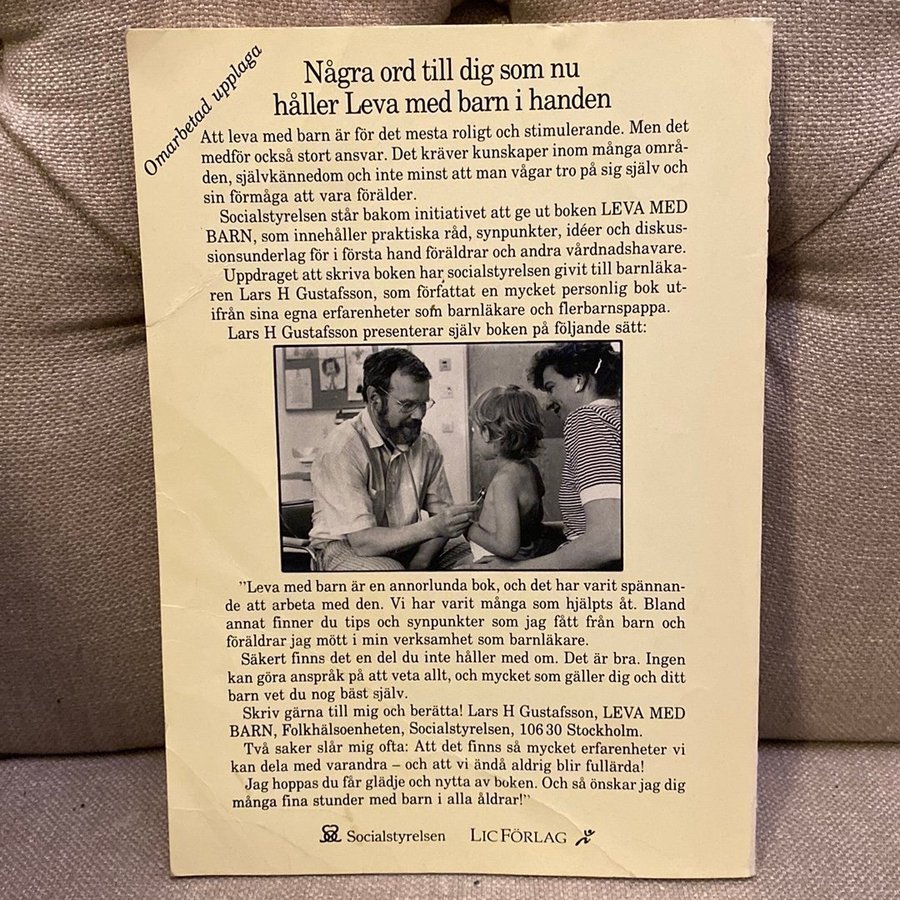 Omarbetad upplaga
Några ord till dig som nu
håller Leva med barn i handen
Att leva med barn är för det mesta roligt och stimulerande. Men det
medför också stort ansvar. Det kräver kunskaper inom många områ-
den, självkännedom och inte minst att man vågar tro på sig själv och
sin förmåga att vara förälder.
Socialstyrelsen står bakom initiativet att ge ut boken LEVA MED
BARN, som innehåller praktiska råd, synpunkter, idéer och diskus-
sionsunderlag för i första hand föräldrar och andra vårdnadshavare.
Uppdraget att skriva boken har socialstyrelsen givit till barnläka-
ren Lars H Gustafsson, som författat en mycket personlig bok ut-
ifrån sina egna erfarenheter som barnläkare och flerbarnspappa.
Lars H Gustafsson presenterar själv boken på följande sätt:
”Leva med barn är en annorlunda bok, och det har varit spännan-
de att arbeta med den. Vi har varit många som hjälpts åt. Bland
annat finner du tips och synpunkter som jag fått från barn och
föräldrar jag mött i min verksamhet som barnläkare.
Säkert finns det en del du inte håller med om. Det är bra. Ingen
kan göra anspråk på att veta allt, och mycket som gäller dig och ditt
barn vet du nog bäst själv.
Skriv gärna till mig och berätta! Lars H Gustafsson, LEVA MED
BARN, Folkhälsoenheten, Socialstyrelsen, 106 30 Stockholm.
Två saker slår mig ofta: Att det finns så mycket erfarenheter vi
kan dela med varandra – och att vi ändå aldrig blir fullärda!
Jag hoppas du får glädje och nytta av boken. Och så önskar jag dig
många fina stunder med barn i alla åldrar!”
Socialstyrelsen LIC FÖRLAG